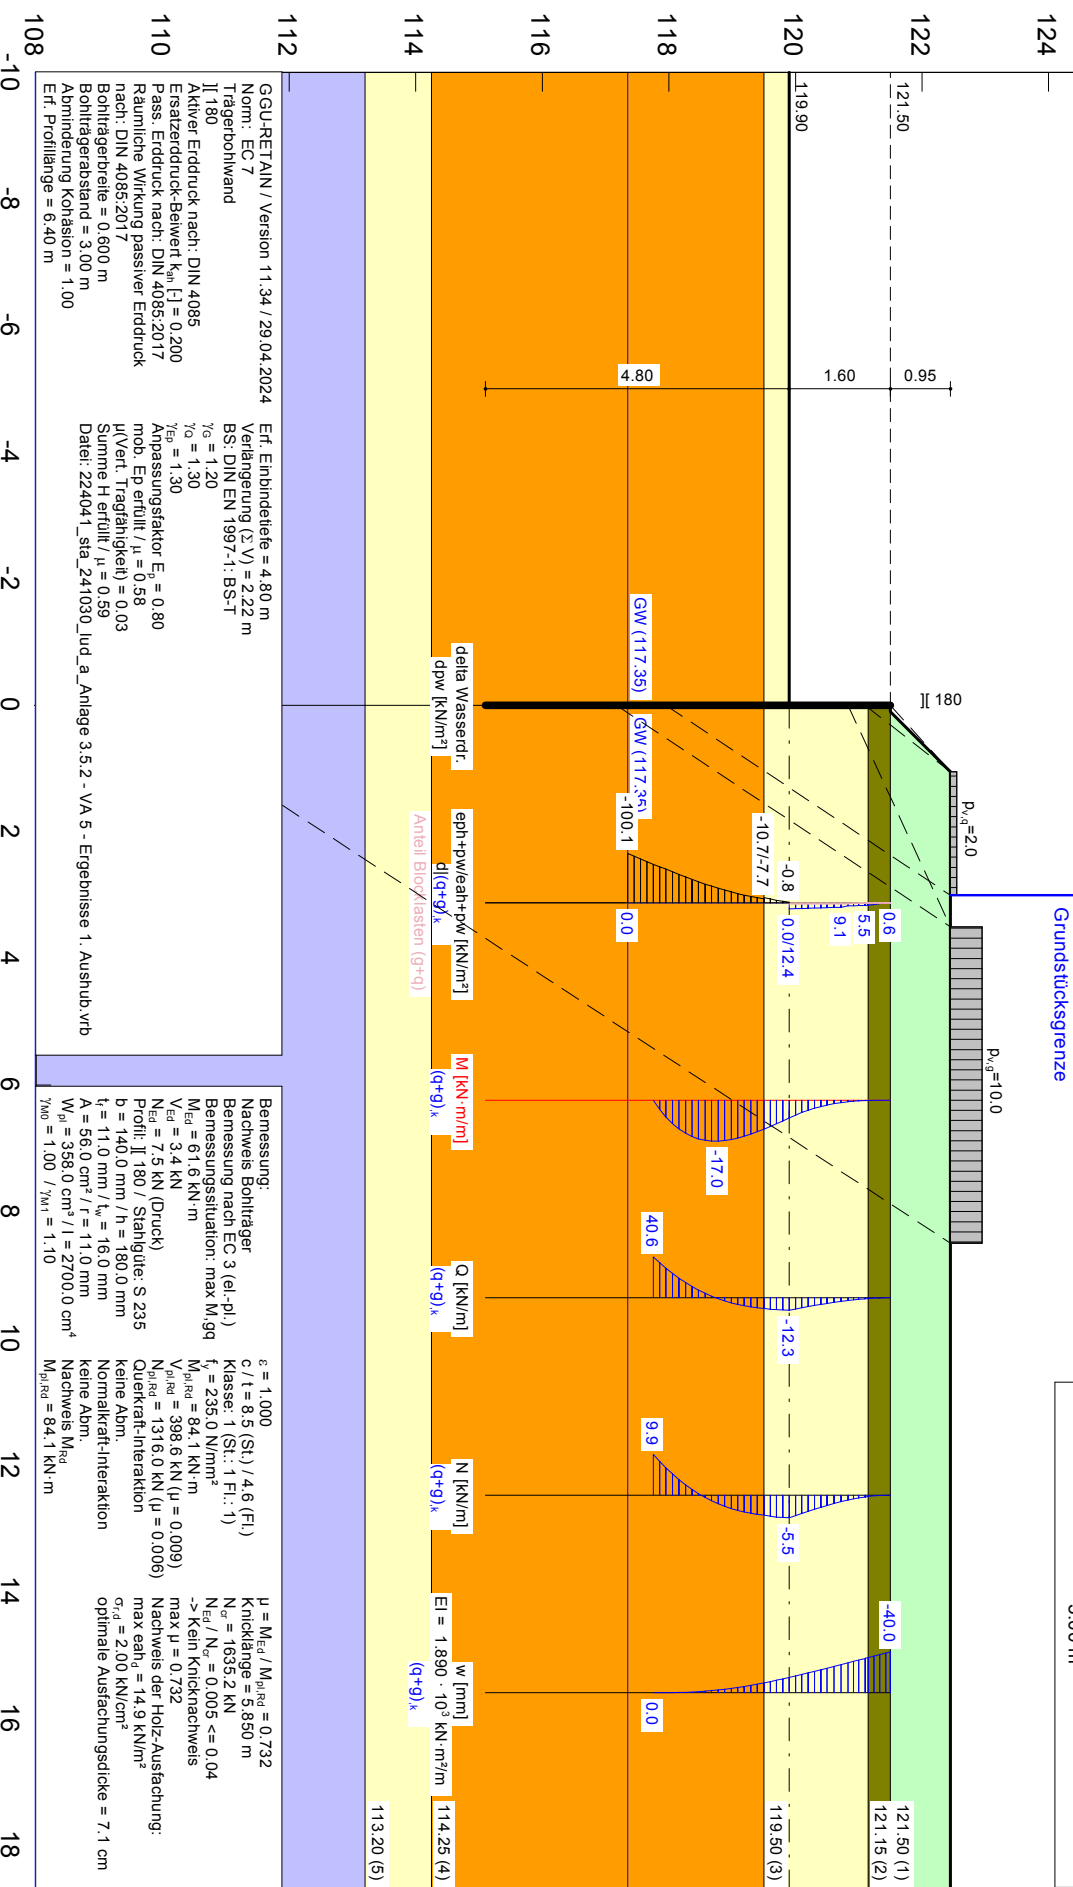 124
122
120
118
116
114
112
110
108
-10
-8
-6
-4
-2
0
2
4
6
8
10
12
14
16
18
121.50
119.90
0.95
1.60
4.80
][ 180
Grundstücksgrenze
pv,q=2.0
pv,g=10.0
GW (117.35)
GW (117.35)
0.6
5.5
9.1
-0.8
0.0/12.4
-10.7/-7.7
-100.1
0.0
-17.0
-12.3
40.6
-5.5
9.9
-40.0
0.0
121.50 (1)
121.15 (2)
119.50 (3)
114.25 (4)
113.20 (5)
delta Wasserdr.
dpw [kN/m²]
eph+pw/eah+pw [kN/m²]
(q+g),k
Anteil Blocklasten (g+q)
M [kN·m/m]
(q+g),k
Q [kN/m]
(q+g),k
N [kN/m]
(q+g),k
w [mm]
EI = 1.890 · 10³ kN·m²/m
(q+g),k
GGU-RETAIN / Version 11.34 / 29.04.2024
Norm: EC 7
Trägerbohlwand
][ 180
Aktiver Erddruck nach: DIN 4085
Ersatzerddruck-Beiwert kah [-] = 0.200
Pass. Erddruck nach: DIN 4085:2017
Räumliche Wirkung passiver Erddruck
nach: DIN 4085:2017
Bohlträgerbreite = 0.600 m
Bohlträgerabstand = 3.00 m
Abminderung Kohäsion = 1.00
Erf. Profillänge = 6.40 m
Erf. Einbindetiefe = 4.80 m
Verlängerung (Σ V) = 2.22 m
BS: DIN EN 1997-1: BS-T
γG = 1.20
γQ = 1.30
γEp = 1.30
Anpassungsfaktor Ep = 0.80
mob. Ep erfüllt / μ = 0.58
μ(Vert. Tragfähigkeit) = 0.03
Summe H erfüllt / μ = 0.59
Datei: 224041_sta_241030_lud_a_Anlage 3.5.2 - VA 5 - Ergebnisse 1. Aushub.vrb
Bemessung:
Nachweis Bohlträger
Bemessung nach EC 3 (el.-pl.)
Bemessungssituation: max M,gq
MEd = 61.6 kN·m
VEd = 3.4 kN
NEd = 7.5 kN (Druck)
Profil: ][ 180 / Stahlgüte: S 235
b = 140.0 mm / h = 180.0 mm
tf = 11.0 mm / tw = 16.0 mm
A = 56.0 cm² / r = 11.0 mm
Wpl = 358.0 cm³ / I = 2700.0 cm⁴
γM0 = 1.00 / γM1 = 1.10
ε = 1.000
c / t = 8.5 (St.) / 4.6 (Fl.)
Klasse: 1 (St.: 1 Fl.: 1)
fy = 235.0 N/mm²
Mpl,Rd = 84.1 kN·m
Vpl,Rd = 398.6 kN (μ = 0.009)
Npl,Rd = 1316.0 kN (μ = 0.006)
Querkraft-Interaktion
keine Abm.
Normalkraft-Interaktion
keine Abm.
Nachweis MRd
Mpl,Rd = 84.1 kN·m
μ = MEd / Mpl,Rd = 0.732
Knicklänge = 5.850 m
Ncr = 1635.2 kN
NEd / Ncr = 0.005 <= 0.04
-> Kein Knicknachweis
max μ = 0.732
Nachweis der Holz-Ausfachung:
max eahd = 14.9 kN/m²
σr,d = 2.00 kN/cm²
optimale Ausfachungsdicke = 7.1 cm